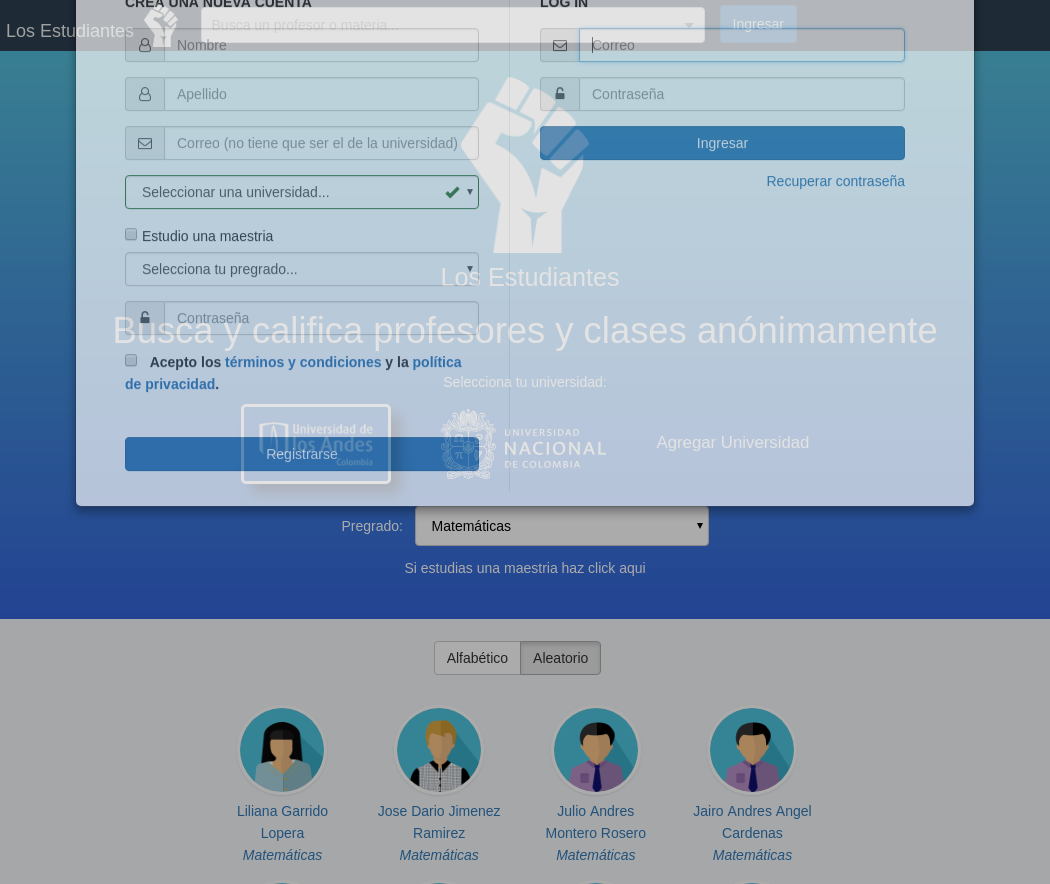 CREA UNA NUEVA CUENTA
LOG IN
Los Estudiantes
Busca un profesor o materia...
Ingresar
Nombre
Correo
Apellido
Contraseña
Correo (no tiene que ser el de la universidad)
Ingresar
Seleccionar una universidad...
Recuperar contraseña
Estudio una maestria
Selecciona tu pregrado...
Los Estudiantes
Contraseña
Busca y califica profesores y clases anónimamente
Acepto los términos y condiciones y la política
de privacidad.
Selecciona tu universidad:
Universidad de
los Andes
Colombia
UNIVERSIDAD
NACIONAL
DE COLOMBIA
Agregar Universidad
Registrarse
Pregrado:
Matemáticas
Si estudias una maestria haz click aqui
Alfabético
Aleatorio
Liliana Garrido
Lopera
Matemáticas
Jose Dario Jimenez
Ramirez
Matemáticas
Julio Andres
Montero Rosero
Matemáticas
Jairo Andres Angel
Cardenas
Matemáticas